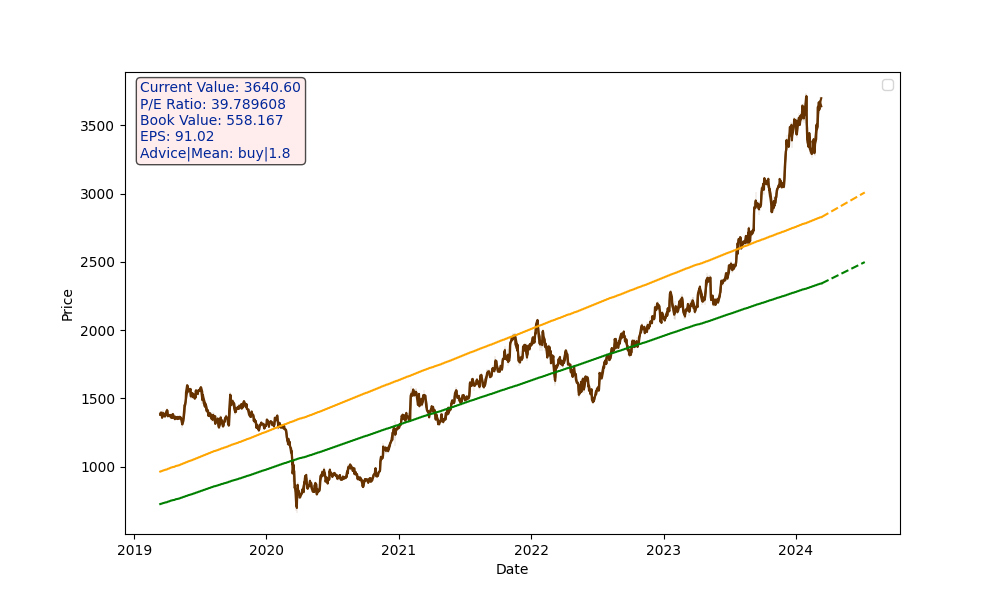 Current Value: 3640.60
P/E Ratio: 39.789608
Book Value: 558.167
EPS: 91.02
Advice|Mean: buy|1.8
3500
3000
2500
2000
1500
1000
Price
2019 2020 2021 2022 2023 2024
Date